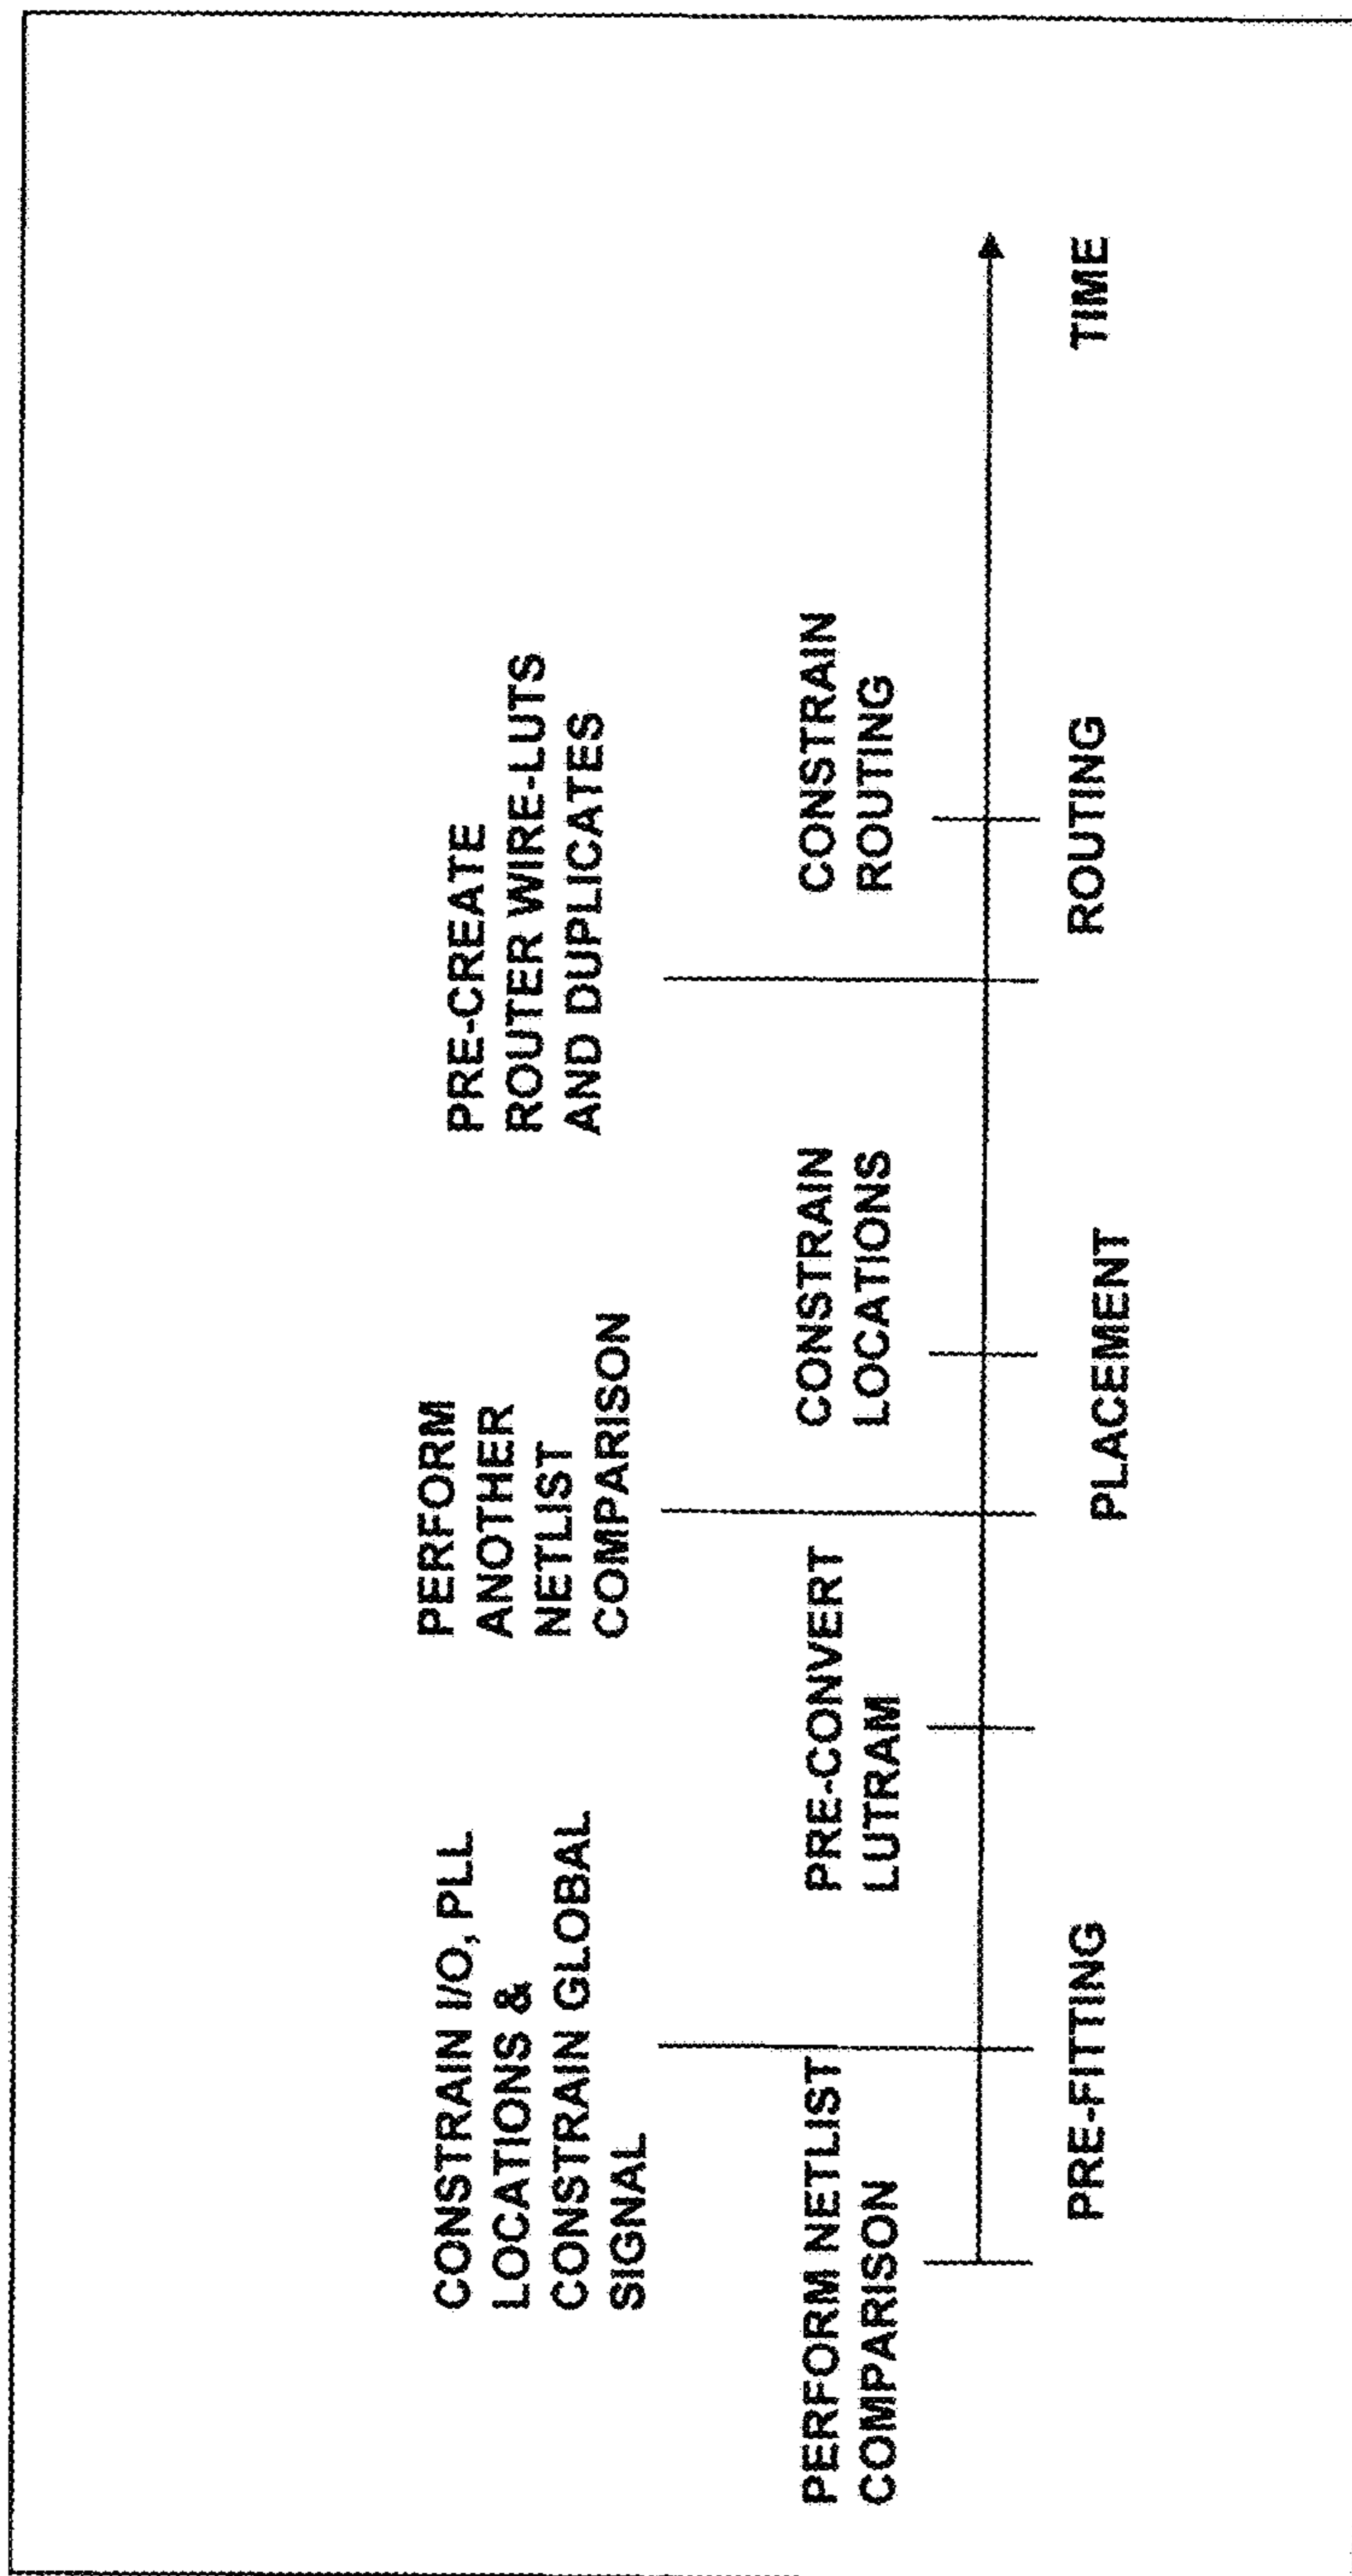 CONSTRAIN I/O, PLL
LOCATIONS &
CONSTRAIN GLOBAL
SIGNAL
PERFORM
ANOTHER
NETLIST
COMPARISON
PRE-CREATE
ROUTER WIRE-LUTS
AND DUPLICATES
PERFORM NETLIST
COMPARISON
PRE-CONVERT
LUTRAM
CONSTRAIN
LOCATIONS
CONSTRAIN
ROUTING
PRE-FITTING
PLACEMENT
ROUTING
TIME